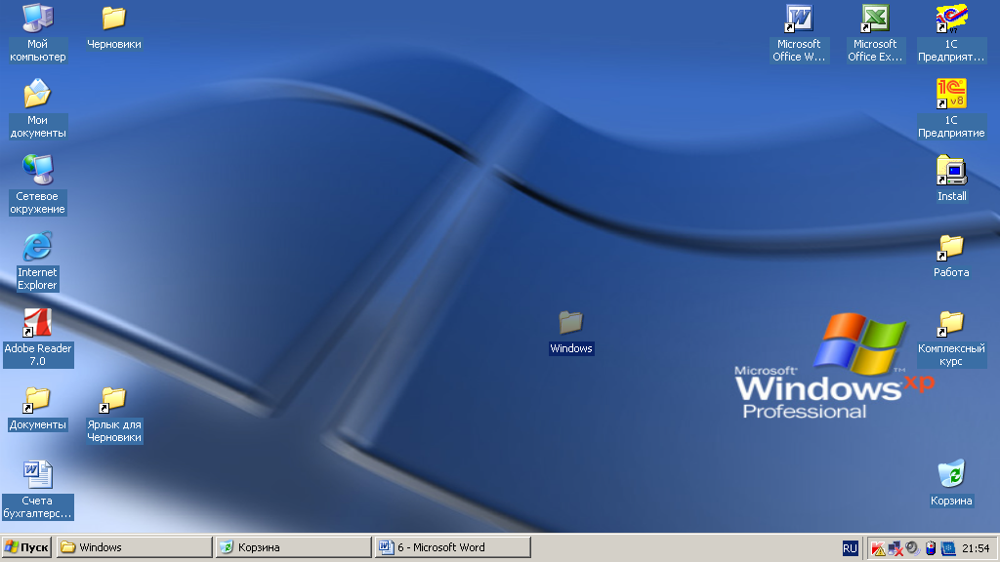 Мой
компьютер
Черновики
Microsoft
Office W...
Microsoft
Office Ex...
1С
Предприят...
Мои
документы
1С
Предприятие
Сетевое
окружение
Install
Internet
Explorer
Работа
Adobe Reader
7.0
Windows
Комплексный
курс
Microsoft
Windows xp
Professional
Документы
Ярлык для
Черновики
Счета
бухгалтерс...
Корзина
Пуск
Windows
Корзина
6 - Microsoft Word
RU
21:54